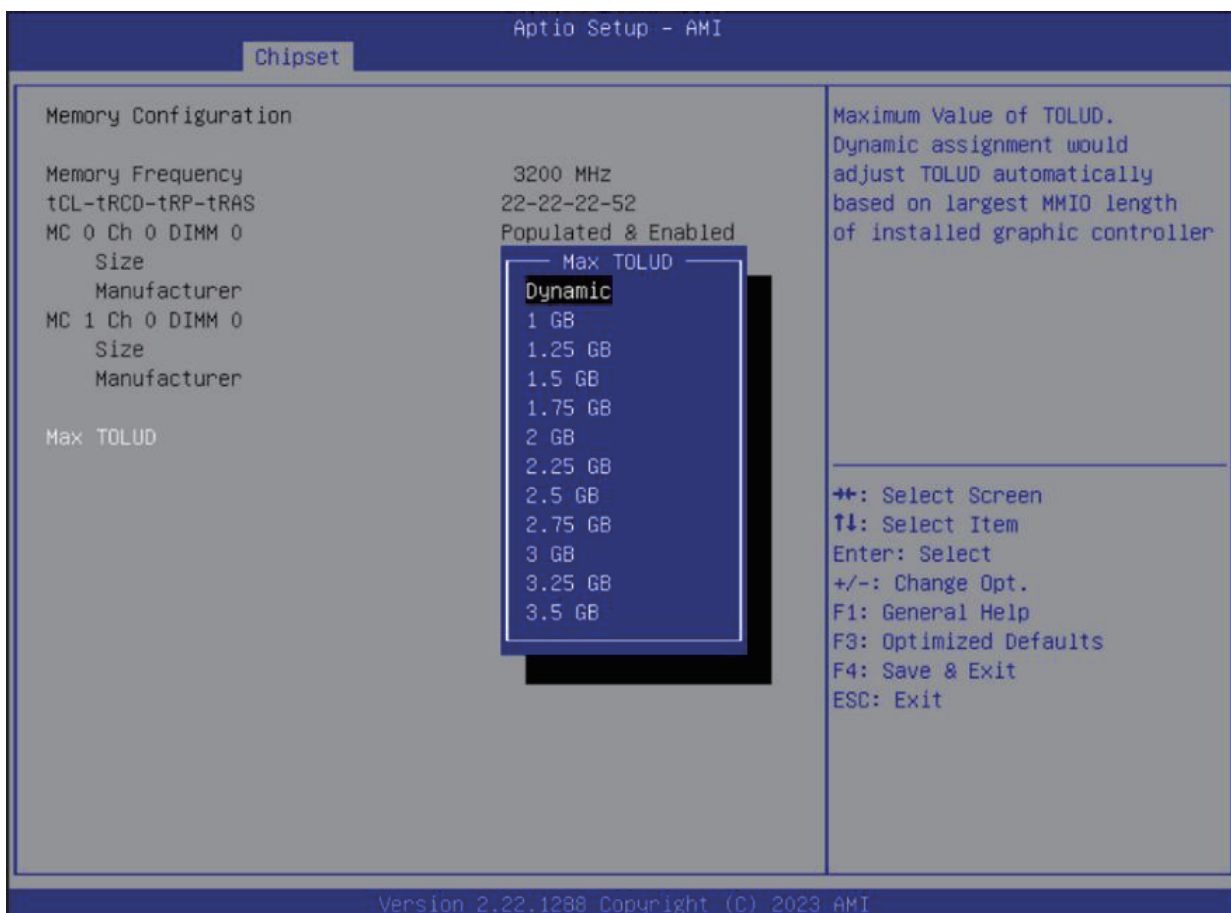 Aptio Setup - AMI
Chipset
Memory Configuration
Memory Frequency 3200 MHz
tCL-tRCD-tRP-tRAS 22-22-22-52
MC 0 Ch 0 DIMM 0 Populated & Enabled
Size
Manufacturer
MC 1 Ch 0 DIMM 0
Size
Manufacturer
Max TOLUD
Max TOLUD
Dynamic
1 GB
1.25 GB
1.5 GB
1.75 GB
2 GB
2.25 GB
2.5 GB
2.75 GB
3 GB
3.25 GB
3.5 GB
Maximum Value of TOLUD.
Dynamic assignment would
adjust TOLUD automatically
based on largest MMIO length
of installed graphic controller
→←: Select Screen
↑↓: Select Item
Enter: Select
+/-: Change Opt.
F1: General Help
F3: Optimized Defaults
F4: Save & Exit
ESC: Exit
Version 2.22.1288 Copyright (C) 2023 AMI